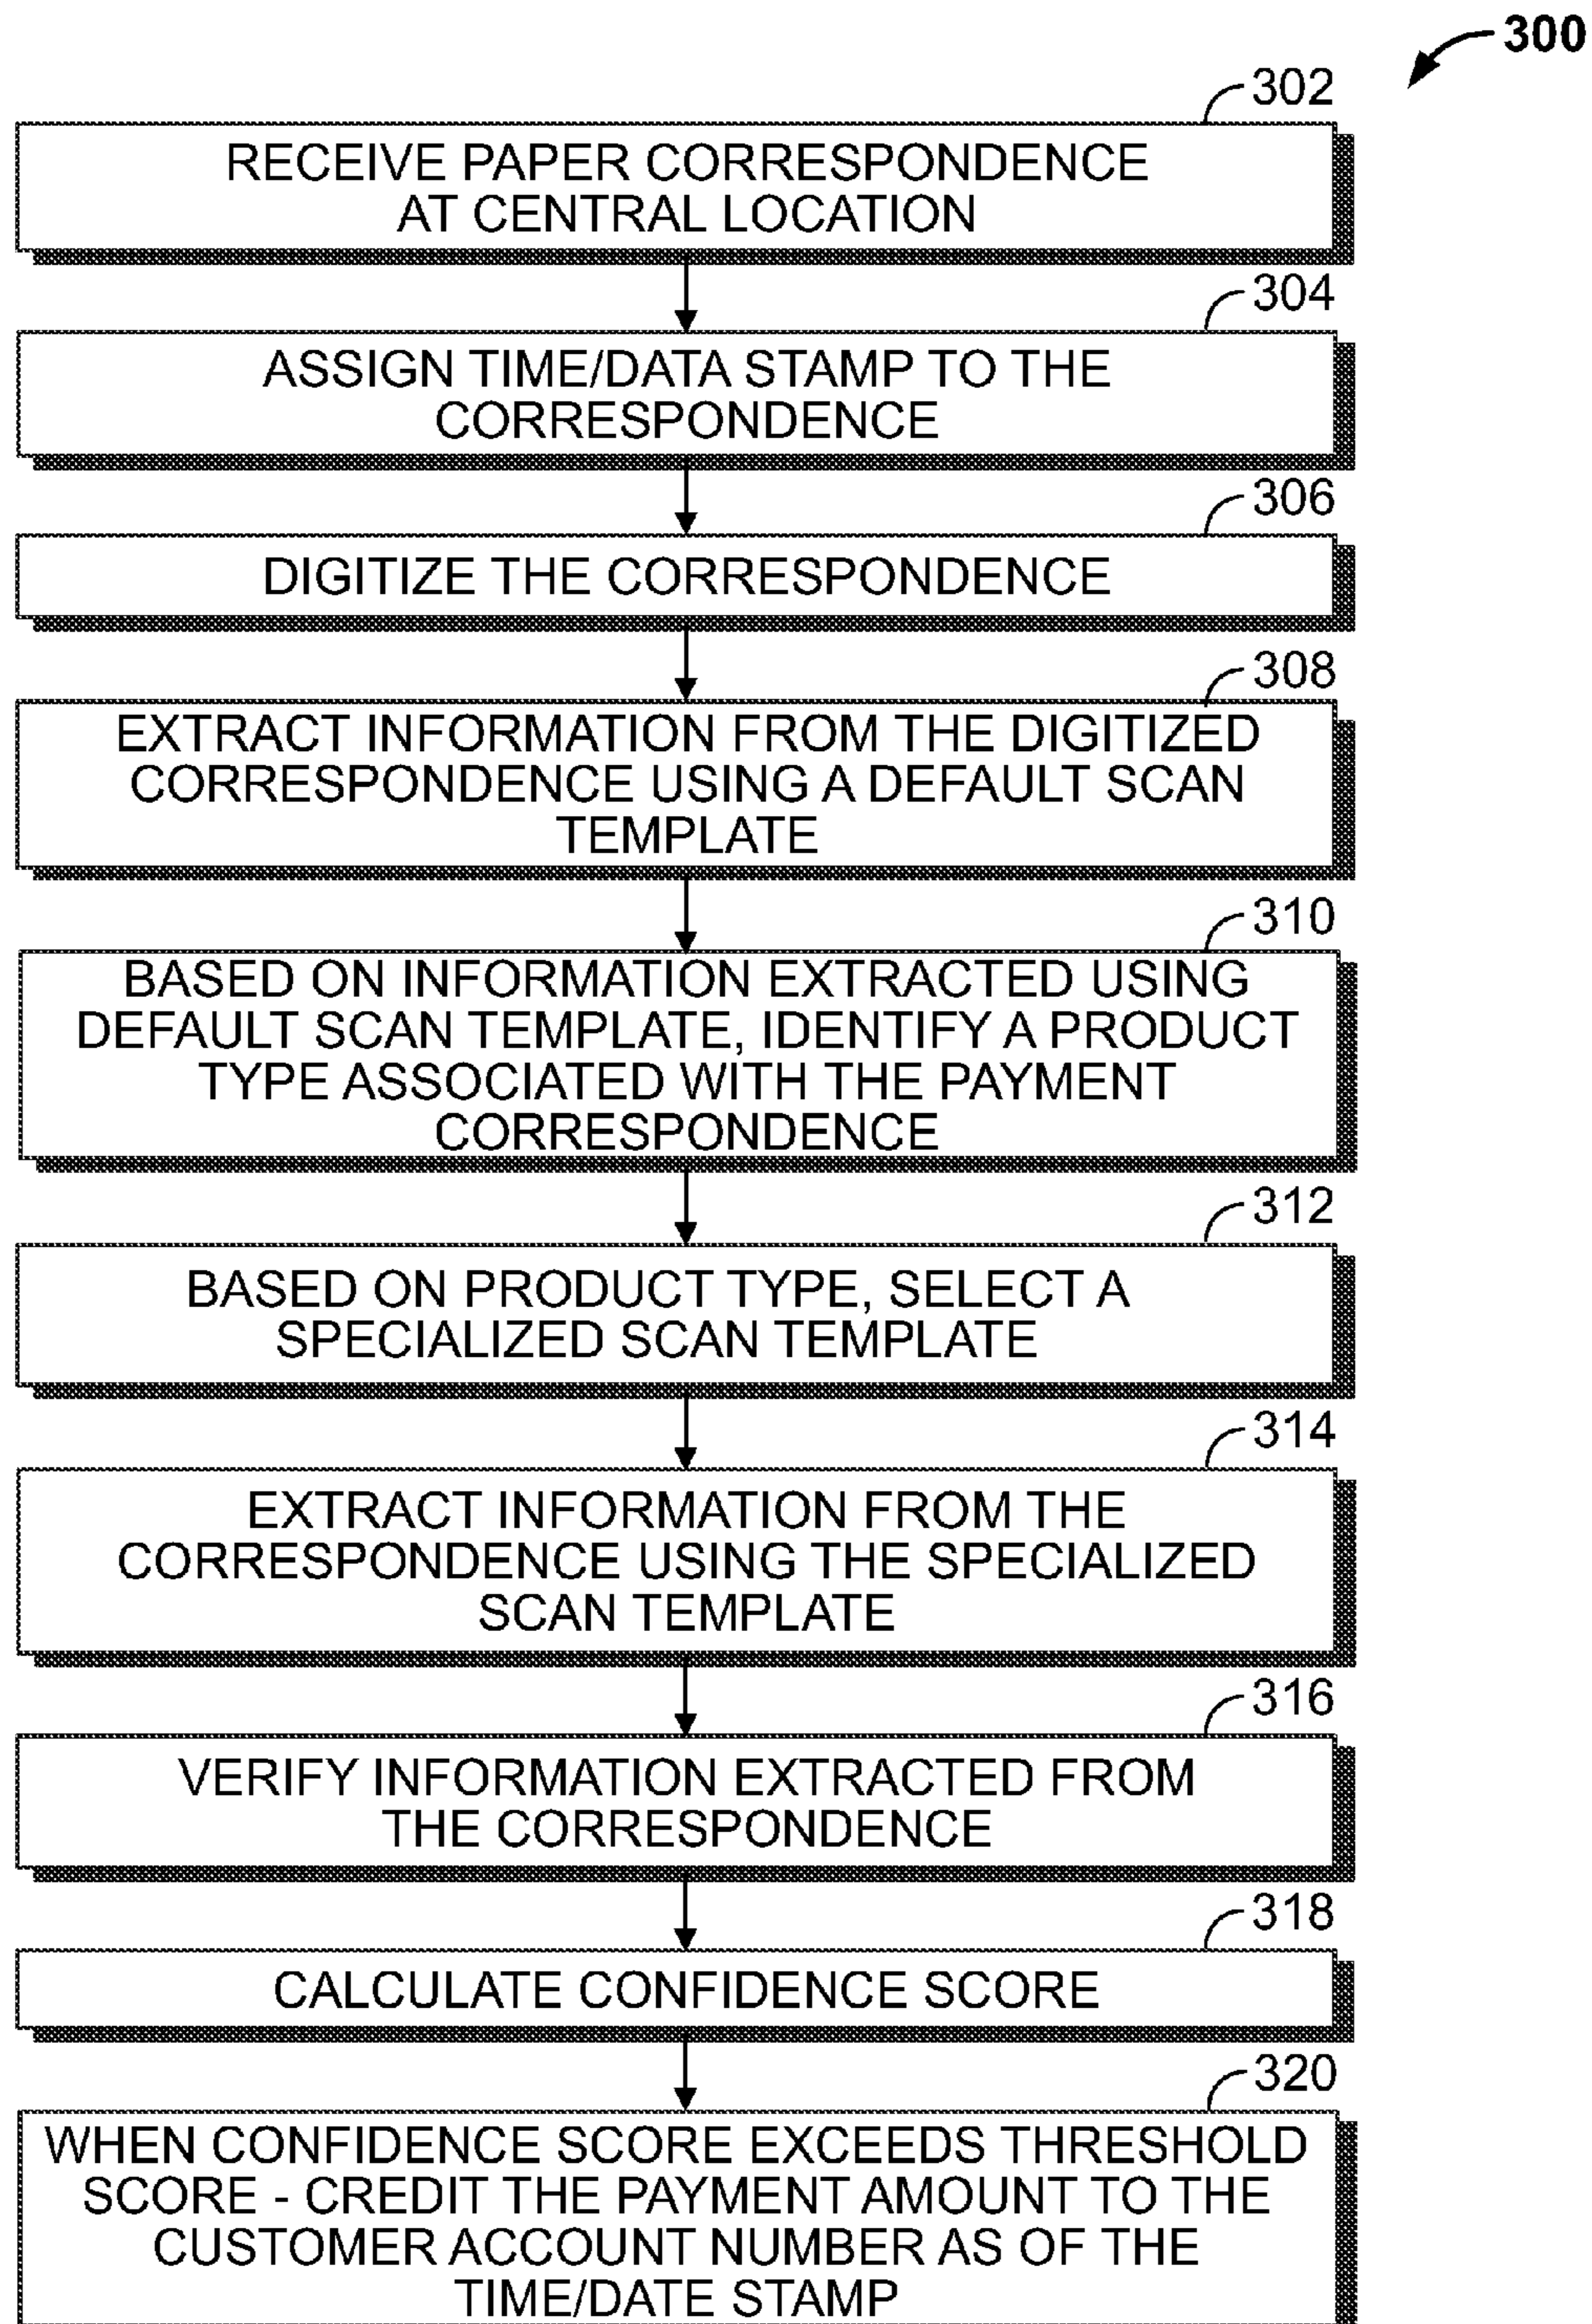 300
302
RECEIVE PAPER CORRESPONDENCE
AT CENTRAL LOCATION
304
ASSIGN TIME/DATA STAMP TO THE
CORRESPONDENCE
306
DIGITIZE THE CORRESPONDENCE
308
EXTRACT INFORMATION FROM THE DIGITIZED
CORRESPONDENCE USING A DEFAULT SCAN
TEMPLATE
310
BASED ON INFORMATION EXTRACTED USING
DEFAULT SCAN TEMPLATE, IDENTIFY A PRODUCT
TYPE ASSOCIATED WITH THE PAYMENT
CORRESPONDENCE
312
BASED ON PRODUCT TYPE, SELECT A
SPECIALIZED SCAN TEMPLATE
314
EXTRACT INFORMATION FROM THE
CORRESPONDENCE USING THE SPECIALIZED
SCAN TEMPLATE
316
VERIFY INFORMATION EXTRACTED FROM
THE CORRESPONDENCE
318
CALCULATE CONFIDENCE SCORE
320
WHEN CONFIDENCE SCORE EXCEEDS THRESHOLD
SCORE - CREDIT THE PAYMENT AMOUNT TO THE
CUSTOMER ACCOUNT NUMBER AS OF THE
TIME/DATE STAMP